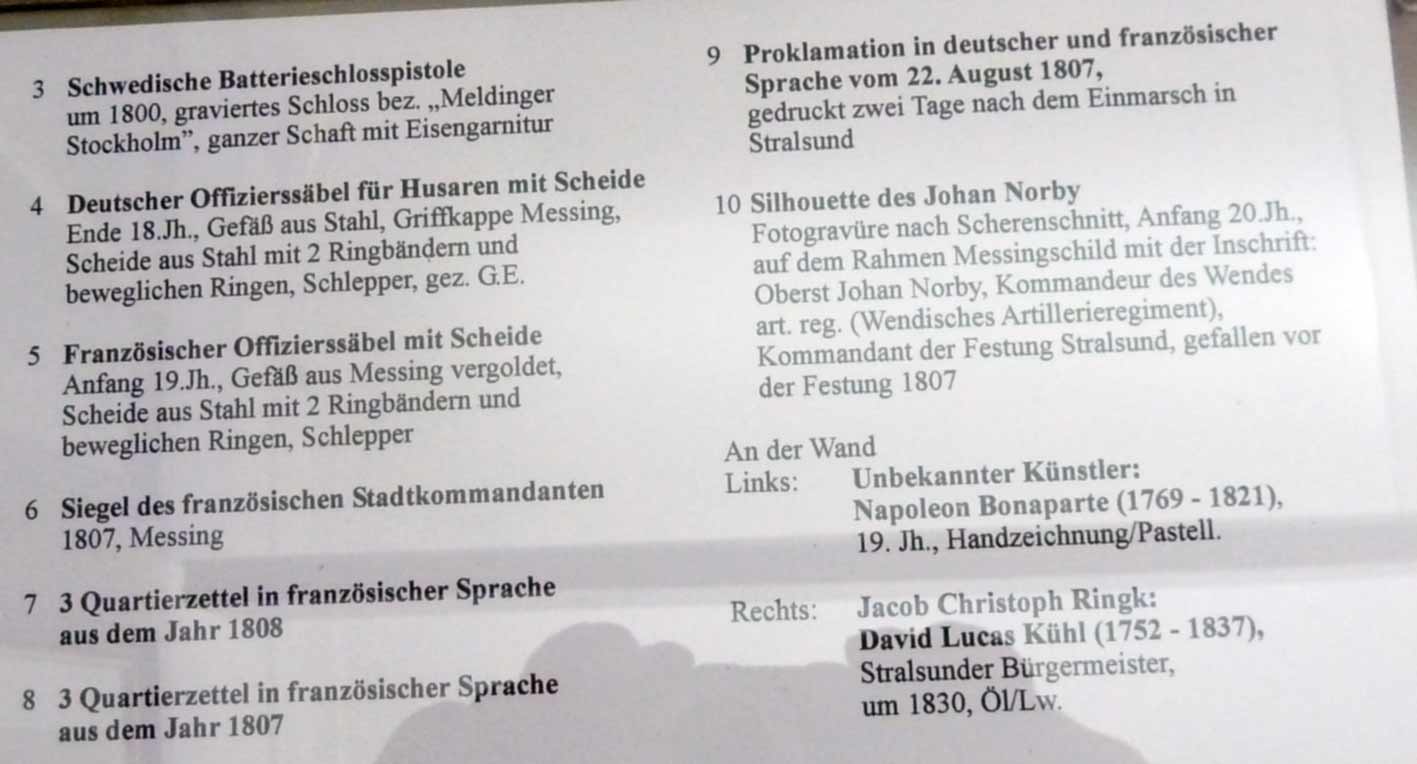 3 Schwedische Batterieschlosspistole
um 1800, graviertes Schloss bez. „Meldinger
Stockholm”, ganzer Schaft mit Eisengarnitur
4 Deutscher Offizierssäbel für Husaren mit Scheide
Ende 18.Jh., Gefäß aus Stahl, Griffkappe Messing,
Scheide aus Stahl mit 2 Ringbändern und
beweglichen Ringen, Schlepper, gez. G.E.
5 Französischer Offizierssäbel mit Scheide
Anfang 19.Jh., Gefäß aus Messing vergoldet,
Scheide aus Stahl mit 2 Ringbändern und
beweglichen Ringen, Schlepper
6 Siegel des französischen Stadtkommandanten
1807, Messing
7 3 Quartierzettel in französischer Sprache
aus dem Jahr 1808
8 3 Quartierzettel in französischer Sprache
aus dem Jahr 1807
9 Proklamation in deutscher und französischer
Sprache vom 22. August 1807,
gedruckt zwei Tage nach dem Einmarsch in
Stralsund
10 Silhouette des Johan Norby
Fotogravüre nach Scherenschnitt, Anfang 20.Jh.,
auf dem Rahmen Messingschild mit der Inschrift:
Oberst Johan Norby, Kommandeur des Wendes
art. reg. (Wendisches Artillerieregiment),
Kommandant der Festung Stralsund, gefallen vor
der Festung 1807
An der Wand
Links: Unbekannter Künstler:
Napoleon Bonaparte (1769 - 1821),
19. Jh., Handzeichnung/Pastell.
Rechts: Jacob Christoph Ringk:
David Lucas Kühl (1752 - 1837),
Stralsunder Bürgermeister,
um 1830, Öl/Lw.